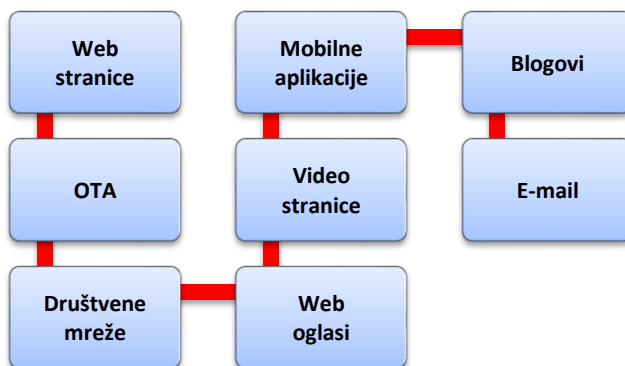 Web
stranice
OTA
Društvene
mreže
Web
oglasi
Video
stranice
Mobilne
aplikacije
Blogovi
E-mail